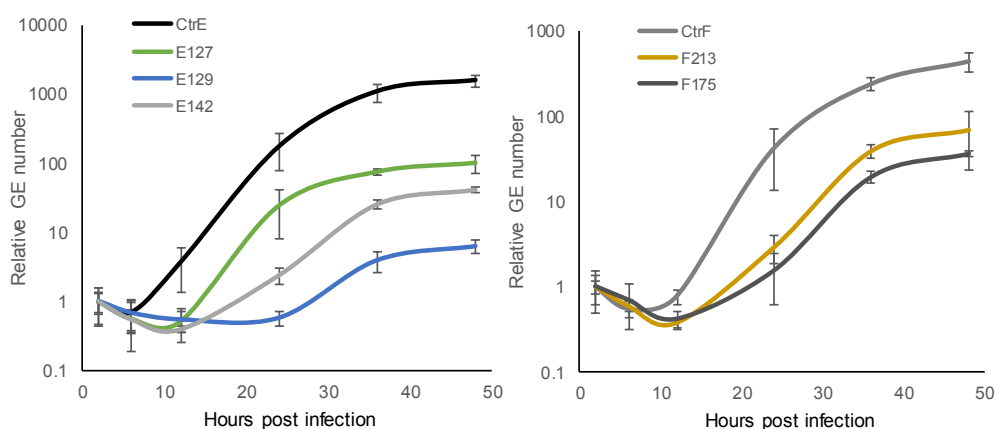 10000
1000
100
10
1
0.1
Relative GE number
CtrE
E127
E129
E142
0 10 20 30 40 50
Hours post infection
1000
100
10
1
0.1
Relative GE number
CtrF
F213
F175
0 10 20 30 40 50
Hours post infection